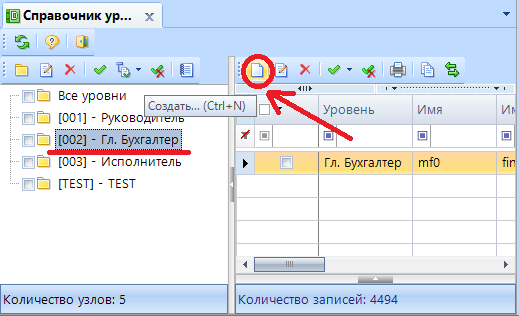 Справочник ур...
Все уровни
[001] - Руководитель
[002] - Гл. Бухгалтер
[003] - Исполнитель
[TEST] - TEST
Создать... (Ctrl+N)
Уровень Имя
Гл. Бухгалтер mf0 fin
Количество узлов: 5
Количество записей: 4494